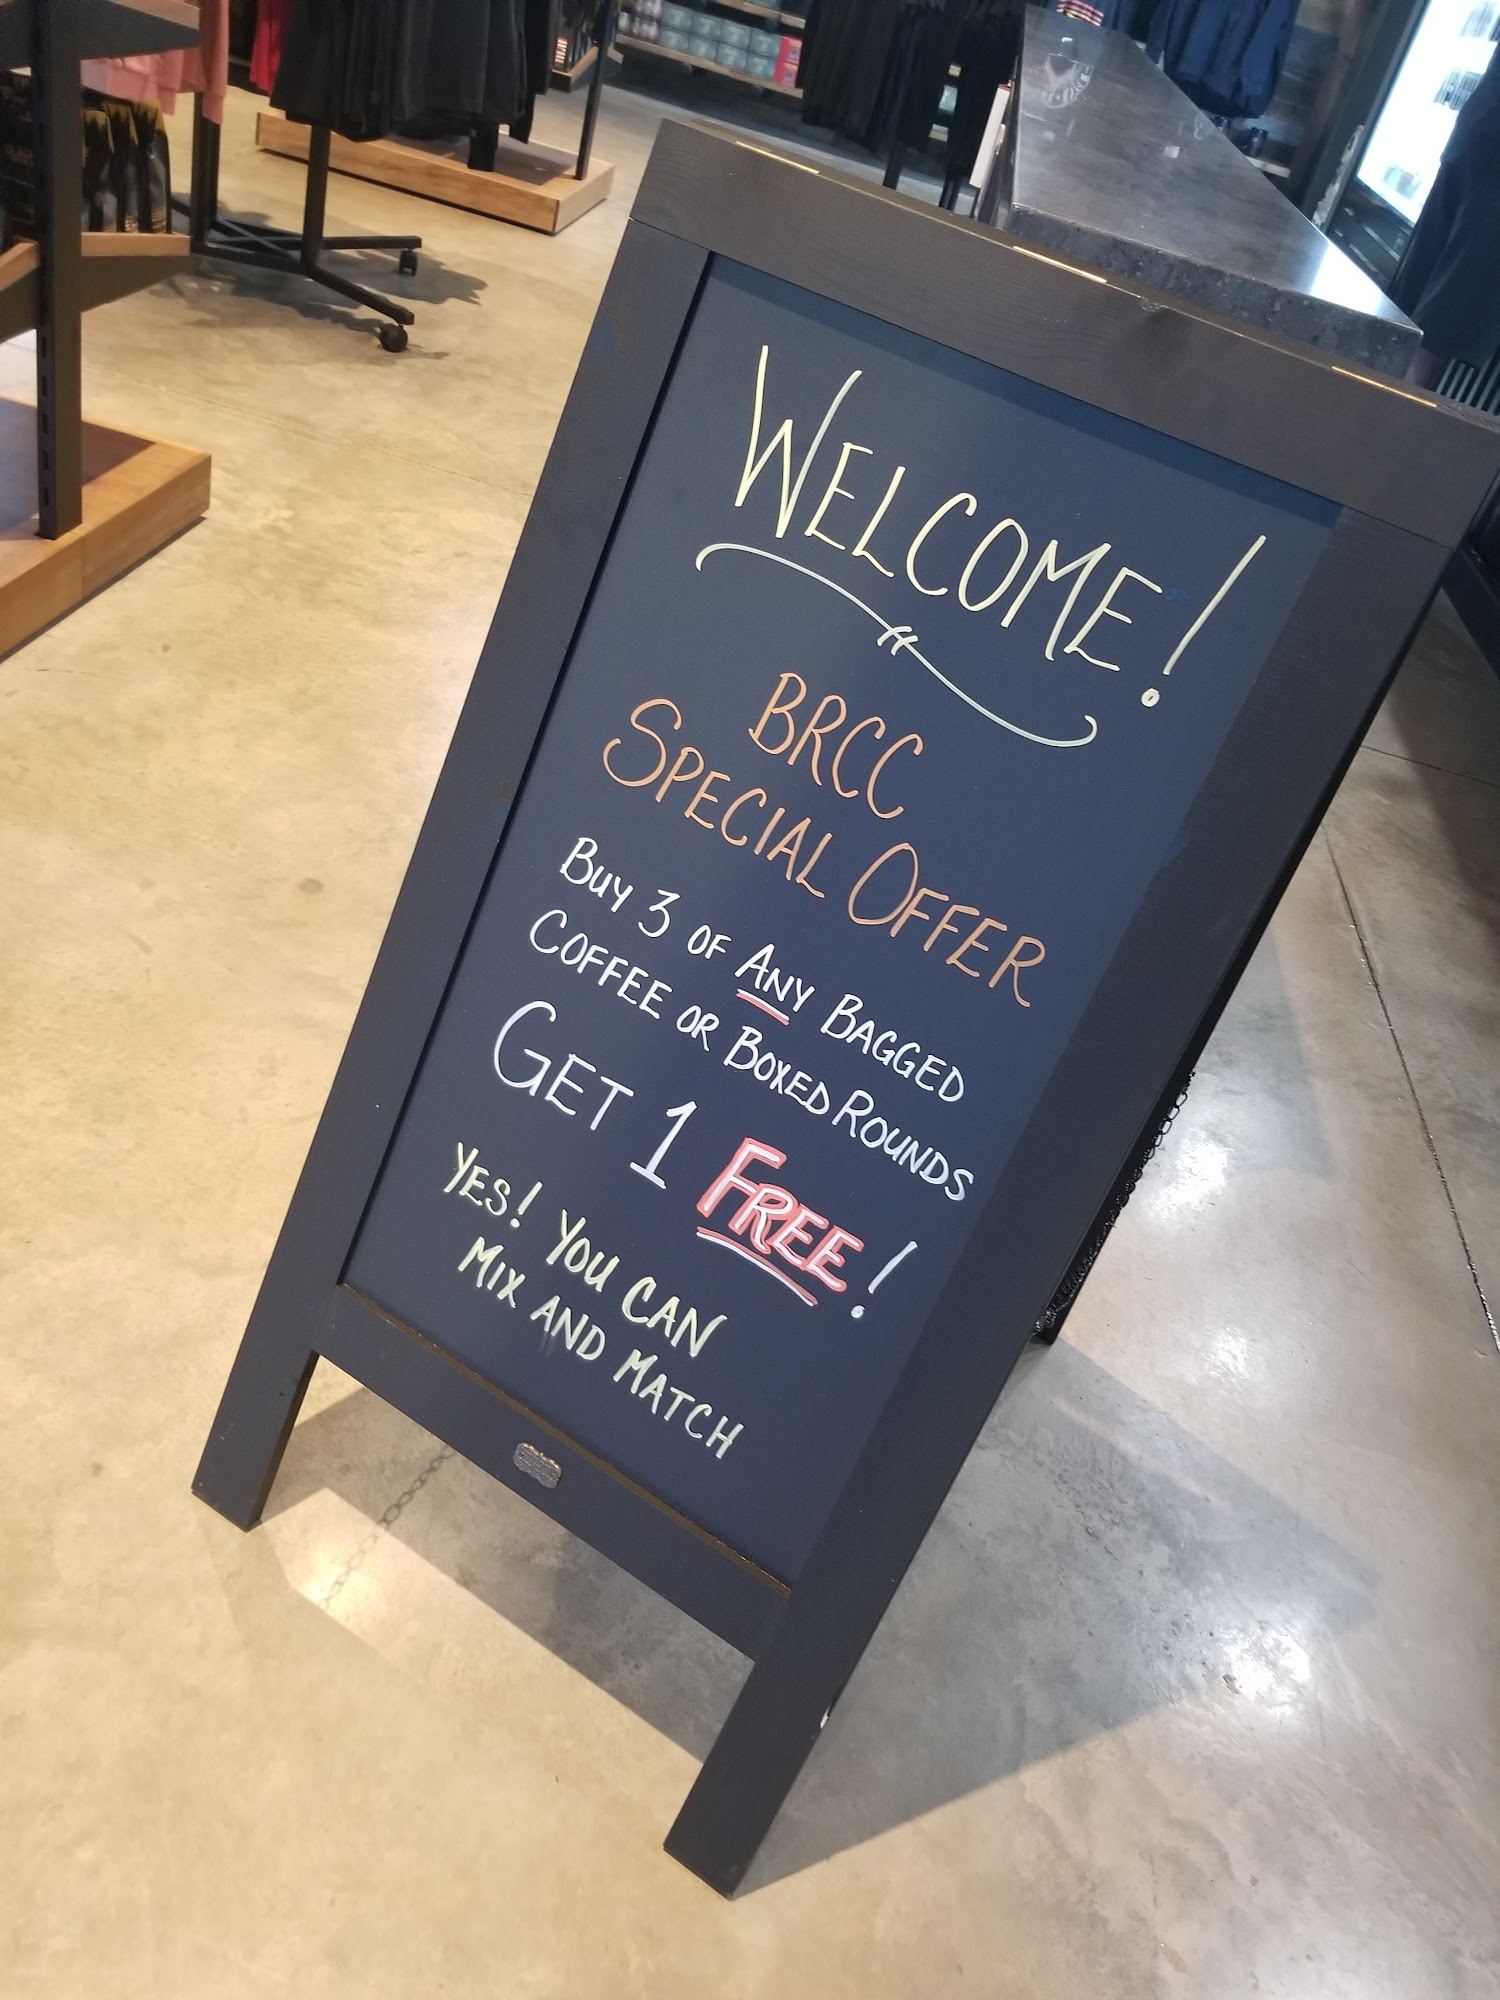 WELCOME!
BRCC
SPECIAL OFFER
BUY 3 OF ANY BAGGED
COFFEE OR BOXED ROUNDS
GET 1 FREE!
YES! YOU CAN
MIX AND MATCH